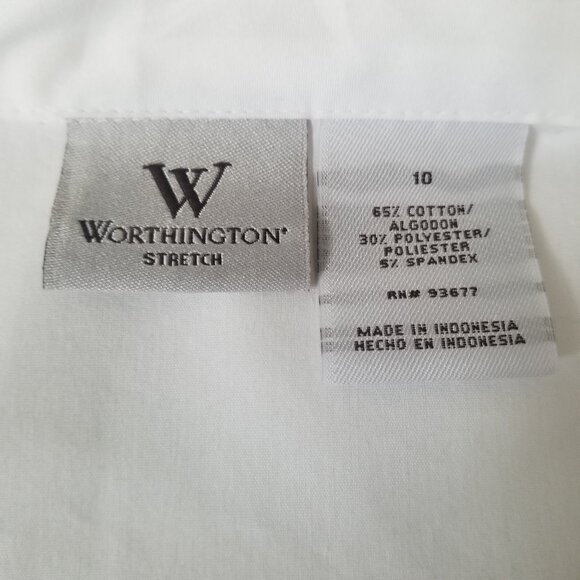 W
WORTHINGTON®
STRETCH
10
65% COTTON/
ALGODON
30% POLYESTER/
POLIESTER
5% SPANDEX
RN# 93677
MADE IN INDONESIA
HECHO EN INDONESIA